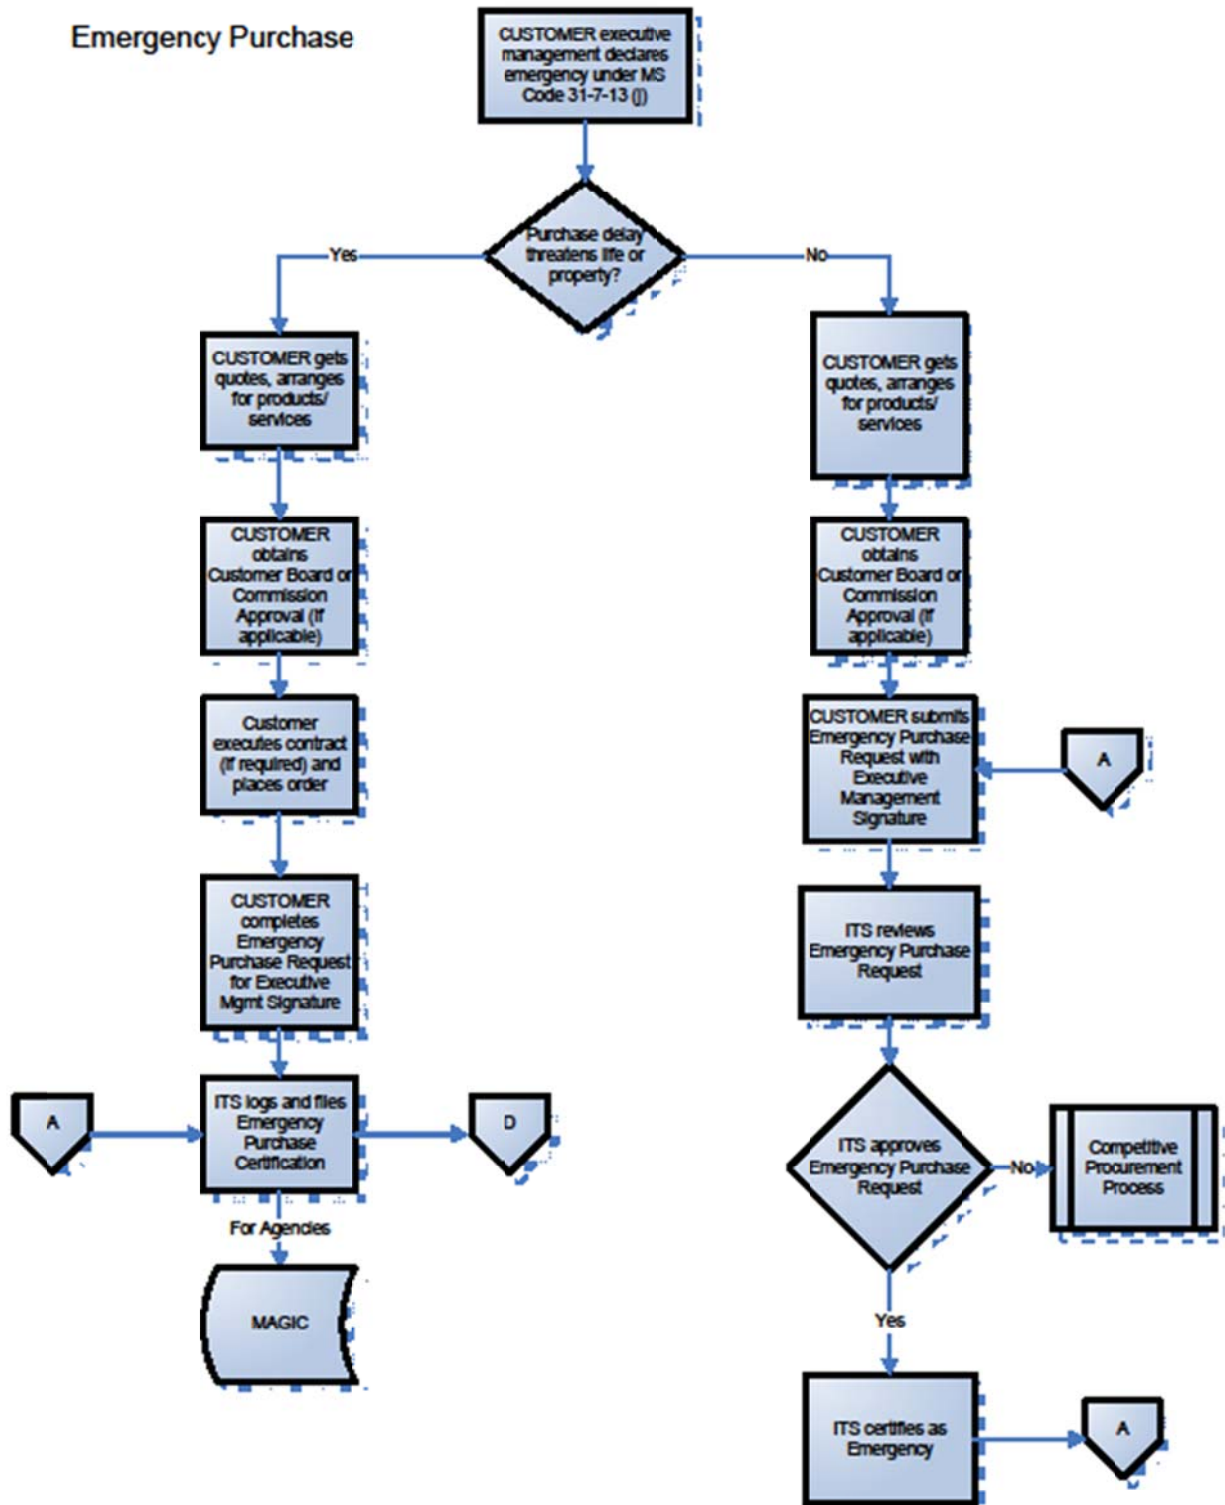 Emergency Purchase
CUSTOMER executive
management declares
emergency under MS
Code 31-7-13 (j)
Purchase delay
threatens life or
property?
Yes
No
CUSTOMER gets
quotes, arranges
for products/
services
CUSTOMER
obtains
Customer Board or
Commission
Approval (if
applicable)
Customer
executes contract
(if required) and
places order
CUSTOMER
completes
Emergency
Purchase Request
for Executive
Mgmt Signature
A
ITS logs and files
Emergency
Purchase
Certification
D
For Agencies
MAGIC
CUSTOMER gets
quotes, arranges
for products/
services
CUSTOMER
obtains
Customer Board or
Commission
Approval (if
applicable)
CUSTOMER submits
Emergency Purchase
Request with
Executive
Management
Signature
A
ITS reviews
Emergency Purchase
Request
ITS approves
Emergency Purchase
Request
No
Competitive
Procurement
Process
Yes
ITS certifies as
Emergency
A